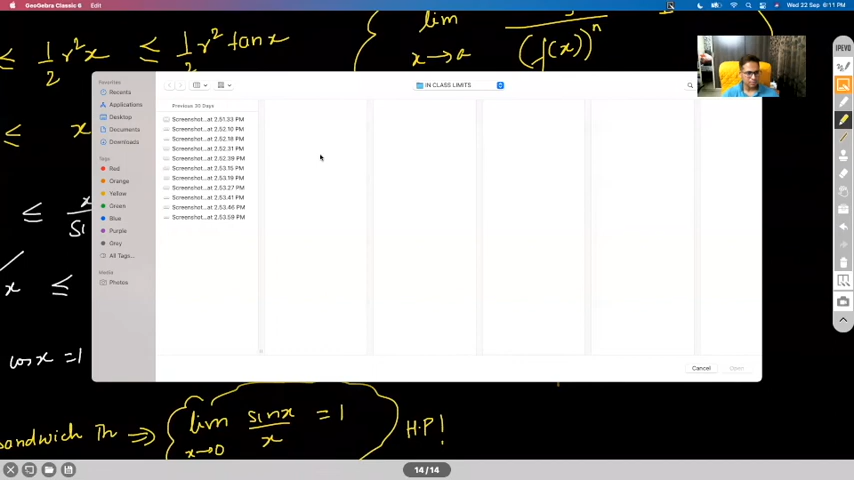 GeoGebra Classic 6 Edit Wed 22 Sep 6:11 PM
≤ 1/2 r²x ≤ 1/2 r² tanx
lim x→a
(f(x))ⁿ
IPEVO
Favorites
Recents
Applications
Desktop
Documents
Downloads
Tags
Red
Orange
Yellow
Green
Blue
Purple
Grey
All Tags...
Media
Photos
IN CLASS LIMITS
Previous 30 Days
Screenshot...at 2.51.33 PM
Screenshot...at 2.52.10 PM
Screenshot...at 2.52.18 PM
Screenshot...at 2.52.31 PM
Screenshot...at 2.52.39 PM
Screenshot...at 2.53.15 PM
Screenshot...at 2.53.19 PM
Screenshot...at 2.53.27 PM
Screenshot...at 2.53.41 PM
Screenshot...at 2.53.46 PM
Screenshot...at 2.53.59 PM
Cancel Open
≤ x
≤ x
x ≤
cosx = 1
andwich Th ⇒ lim x→0 sinx/x = 1 H.P!
14/14